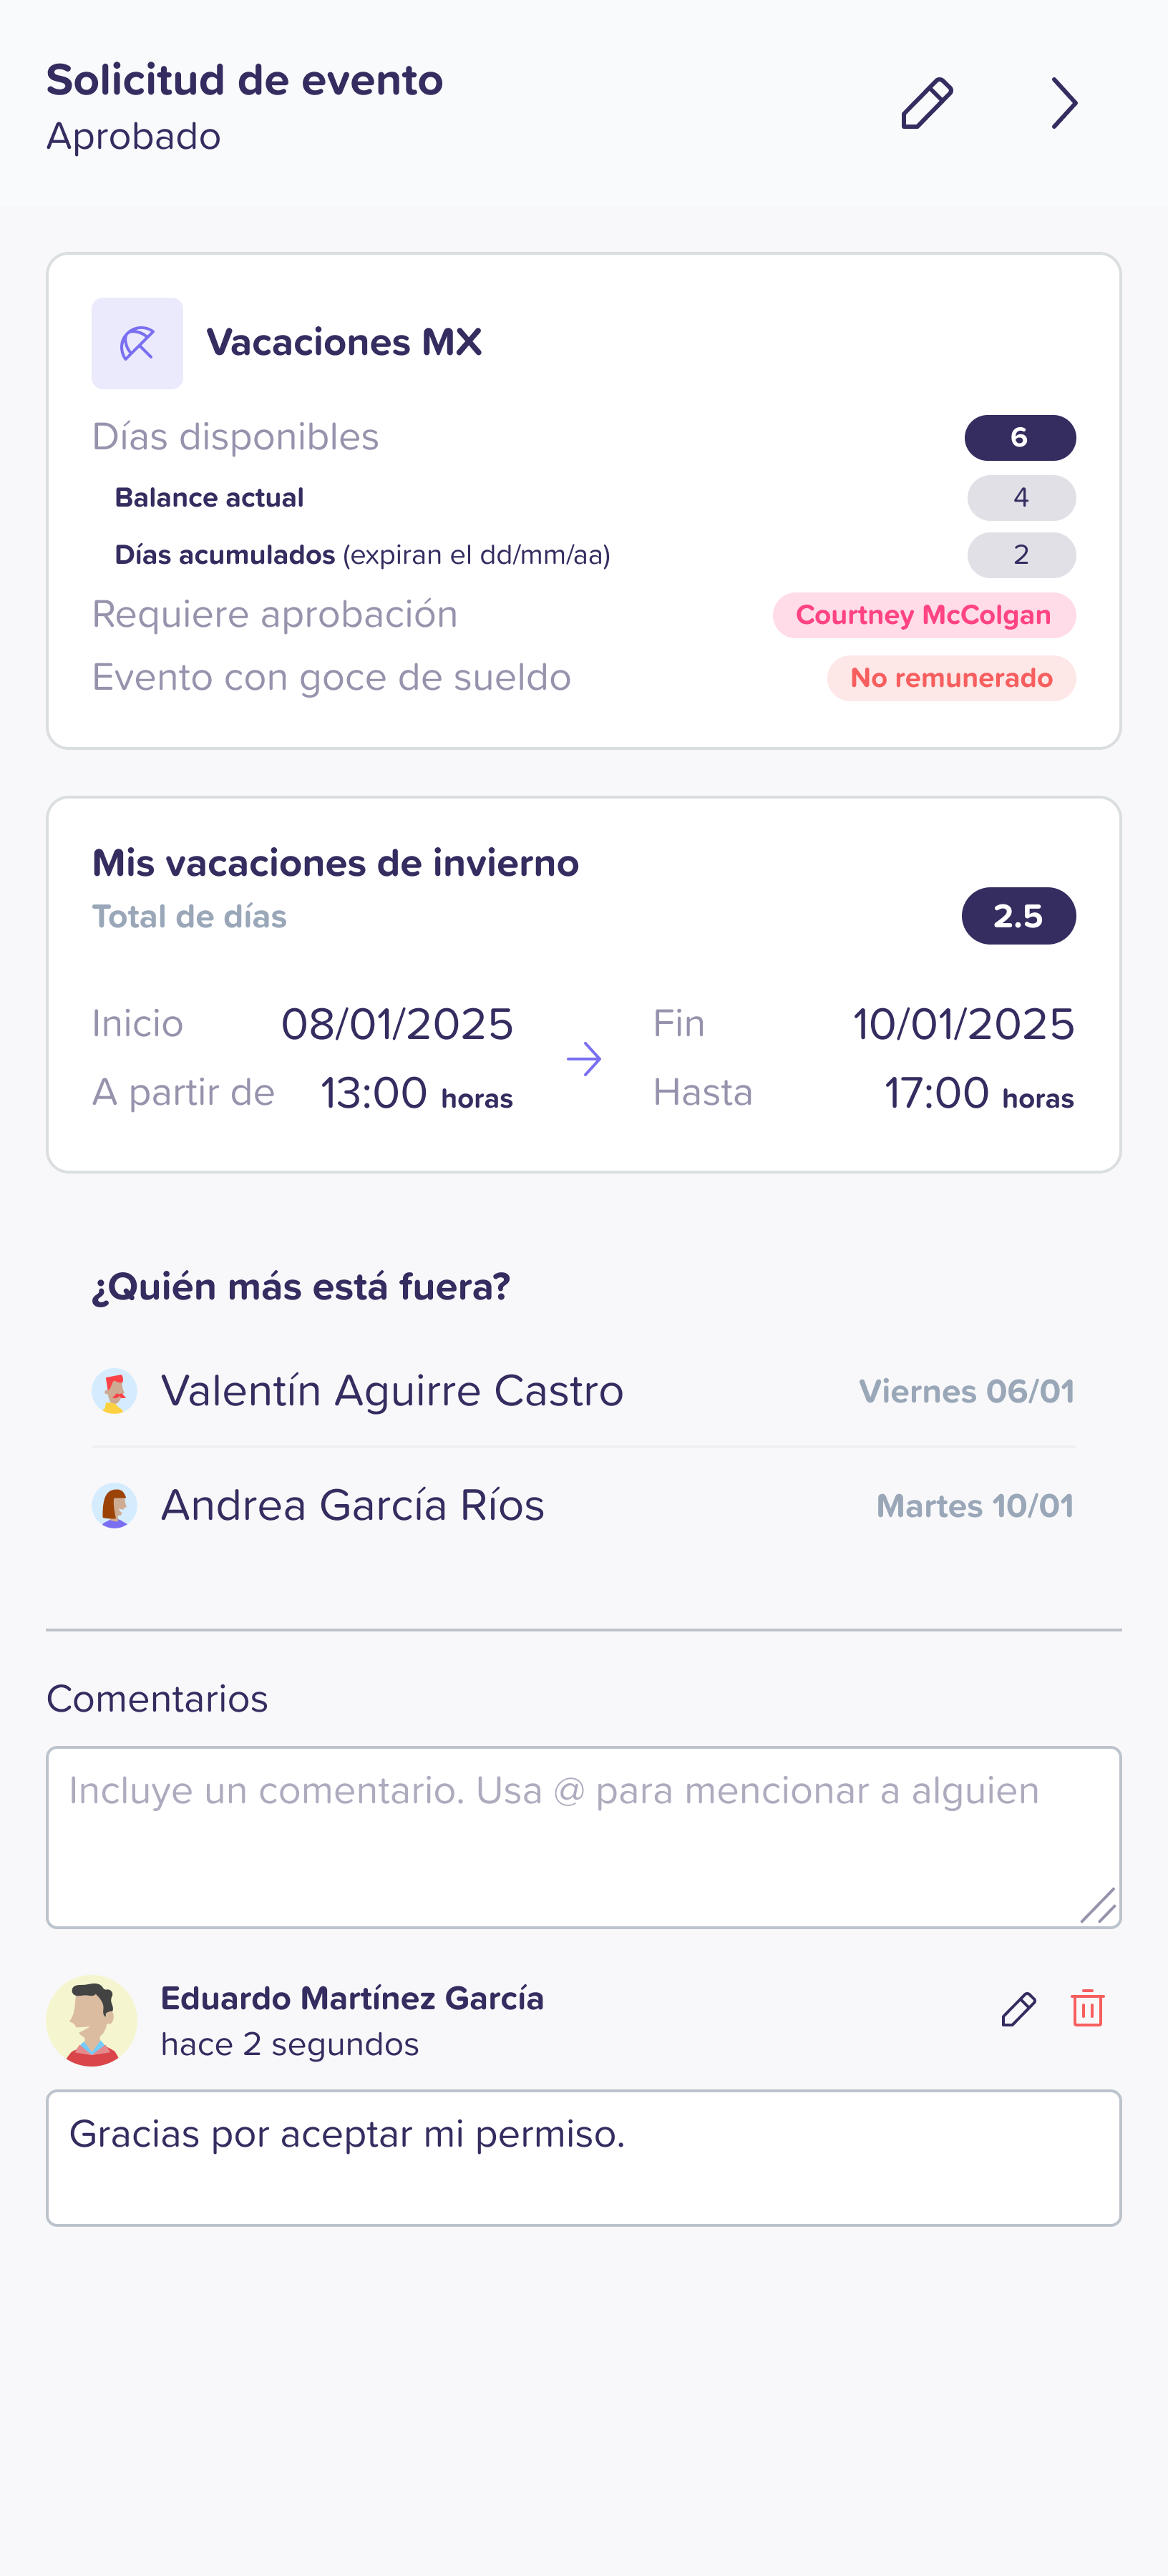 Solicitud de evento
Aprobado
Vacaciones MX
Días disponibles 6
Balance actual 4
Días acumulados (expiran el dd/mm/aa) 2
Requiere aprobación Courtney McColgan
Evento con goce de sueldo No remunerado
Mis vacaciones de invierno
Total de días 2.5
Inicio 08/01/2025 Fin 10/01/2025
A partir de 13:00 horas Hasta 17:00 horas
¿Quién más está fuera?
Valentín Aguirre Castro Viernes 06/01
Andrea García Ríos Martes 10/01
Comentarios
Incluye un comentario. Usa @ para mencionar a alguien
Eduardo Martínez García
hace 2 segundos
Gracias por aceptar mi permiso.